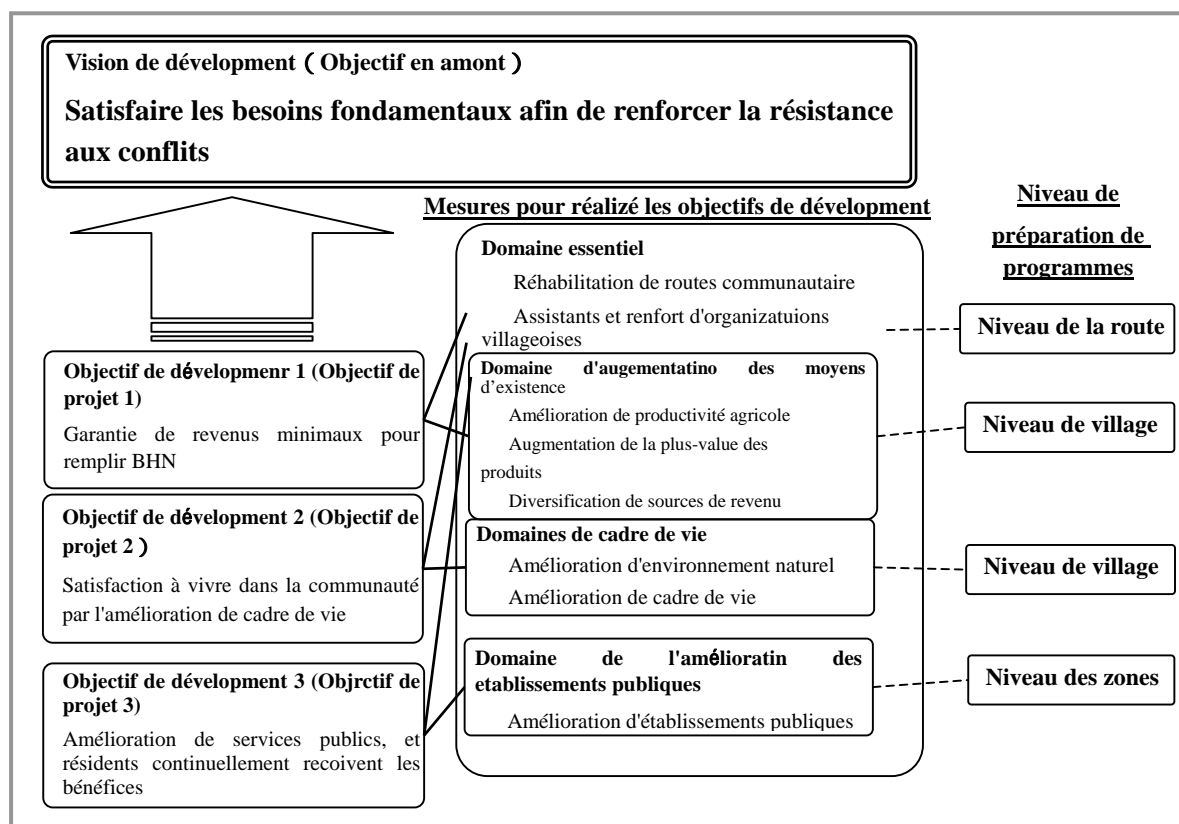 Vision de dévelopment ( Objectif en amont )
Satisfaire les besoins fondamentaux afin de renforcer la résistance
aux conflits
Mesures pour réalizé les objectifs de dévelopment
Niveau de
préparation de
programmes
Domaine essentiel
Réhabilitation de routes communautaire
Assistants et renfort d'organizatuions
villageoises
Niveau de la route
Objectif de dévelopmenr 1 (Objectif de
projet 1)
Garantie de revenus minimaux pour
remplir BHN
Domaine d'augementatino des moyens
d'existence
Amélioration de productivité agricole
Augmentation de la plus-value des
produits
Diversification de sources de revenu
Niveau de village
Objectif de dévelopment 2 (Objectif de
projet 2 )
Satisfaction à vivre dans la communauté
par l'amélioration de cadre de vie
Domaines de cadre de vie
Amélioration d'environnement naturel
Amélioration de cadre de vie
Niveau de village
Objectif de dévelopment 3 (Objrctif de
projet 3)
Amélioration de services publics, et
résidents continuellement recoivent les
bénéfices
Domaine de l'amélioratin des
etablissements publiques
Amélioration d'établissements publiques
Niveau des zones